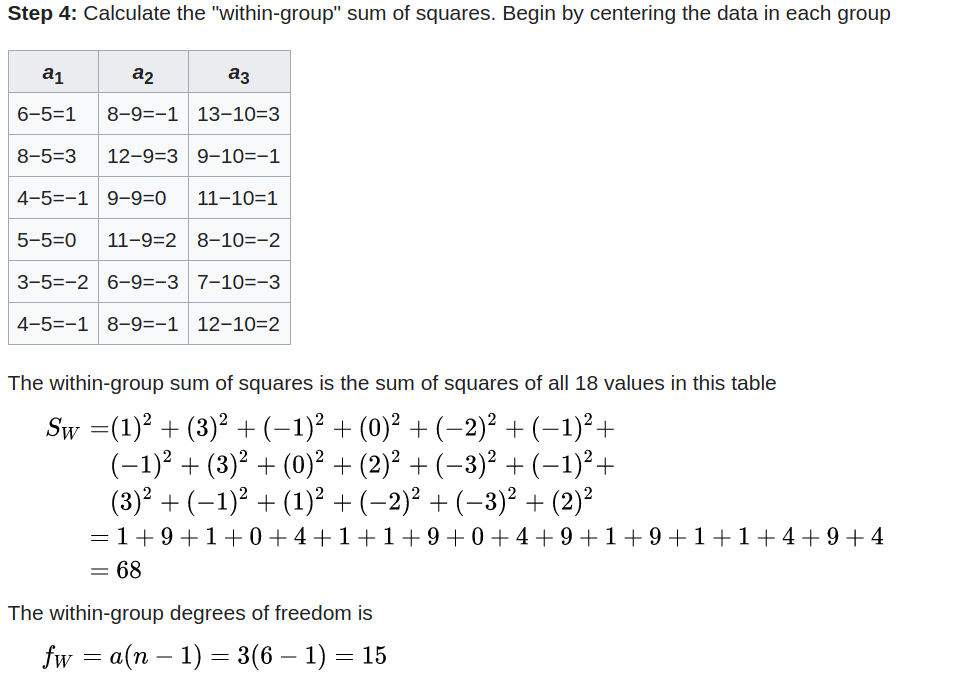 Step 4: Calculate the "within-group" sum of squares. Begin by centering the data in each group
a₁ a₂ a₃
6−5=1 8−9=−1 13−10=3
8−5=3 12−9=3 9−10=−1
4−5=−1 9−9=0 11−10=1
5−5=0 11−9=2 8−10=−2
3−5=−2 6−9=−3 7−10=−3
4−5=−1 8−9=−1 12−10=2
The within-group sum of squares is the sum of squares of all 18 values in this table
S_W =(1)² + (3)² + (−1)² + (0)² + (−2)² + (−1)²+
(−1)² + (3)² + (0)² + (2)² + (−3)² + (−1)²+
(3)² + (−1)² + (1)² + (−2)² + (−3)² + (2)²
= 1 + 9 + 1 + 0 + 4 + 1 + 1 + 9 + 0 + 4 + 9 + 1 + 9 + 1 + 1 + 4 + 9 + 4
= 68
The within-group degrees of freedom is
f_W = a(n − 1) = 3(6 − 1) = 15